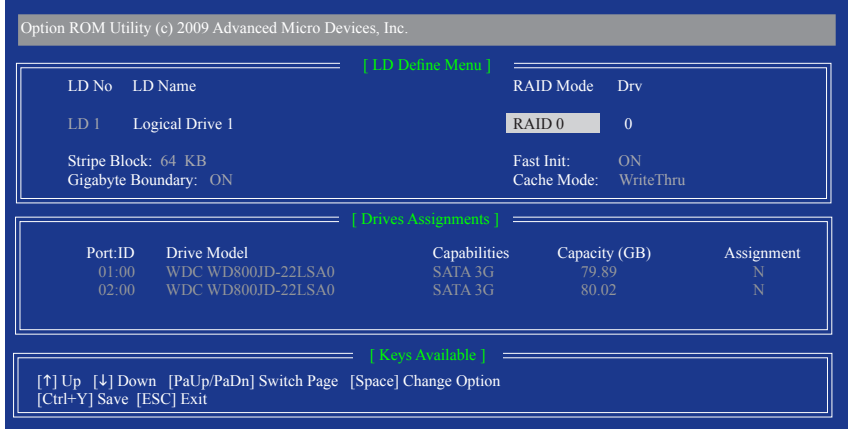 Option ROM Utility (c) 2009 Advanced Micro Devices, Inc.
[ LD Define Menu ]
LD No LD Name RAID Mode Drv
LD 1 Logical Drive 1 RAID 0 0
Stripe Block: 64 KB Fast Init: ON
Gigabyte Boundary: ON Cache Mode: WriteThru
[ Drives Assignments ]
Port:ID Drive Model Capabilities Capacity (GB) Assignment
01:00 WDC WD800JD-22LSA0 SATA 3G 79.89 N
02:00 WDC WD800JD-22LSA0 SATA 3G 80.02 N
[ Keys Available ]
[↑] Up [↓] Down [PaUp/PaDn] Switch Page [Space] Change Option
[Ctrl+Y] Save [ESC] Exit